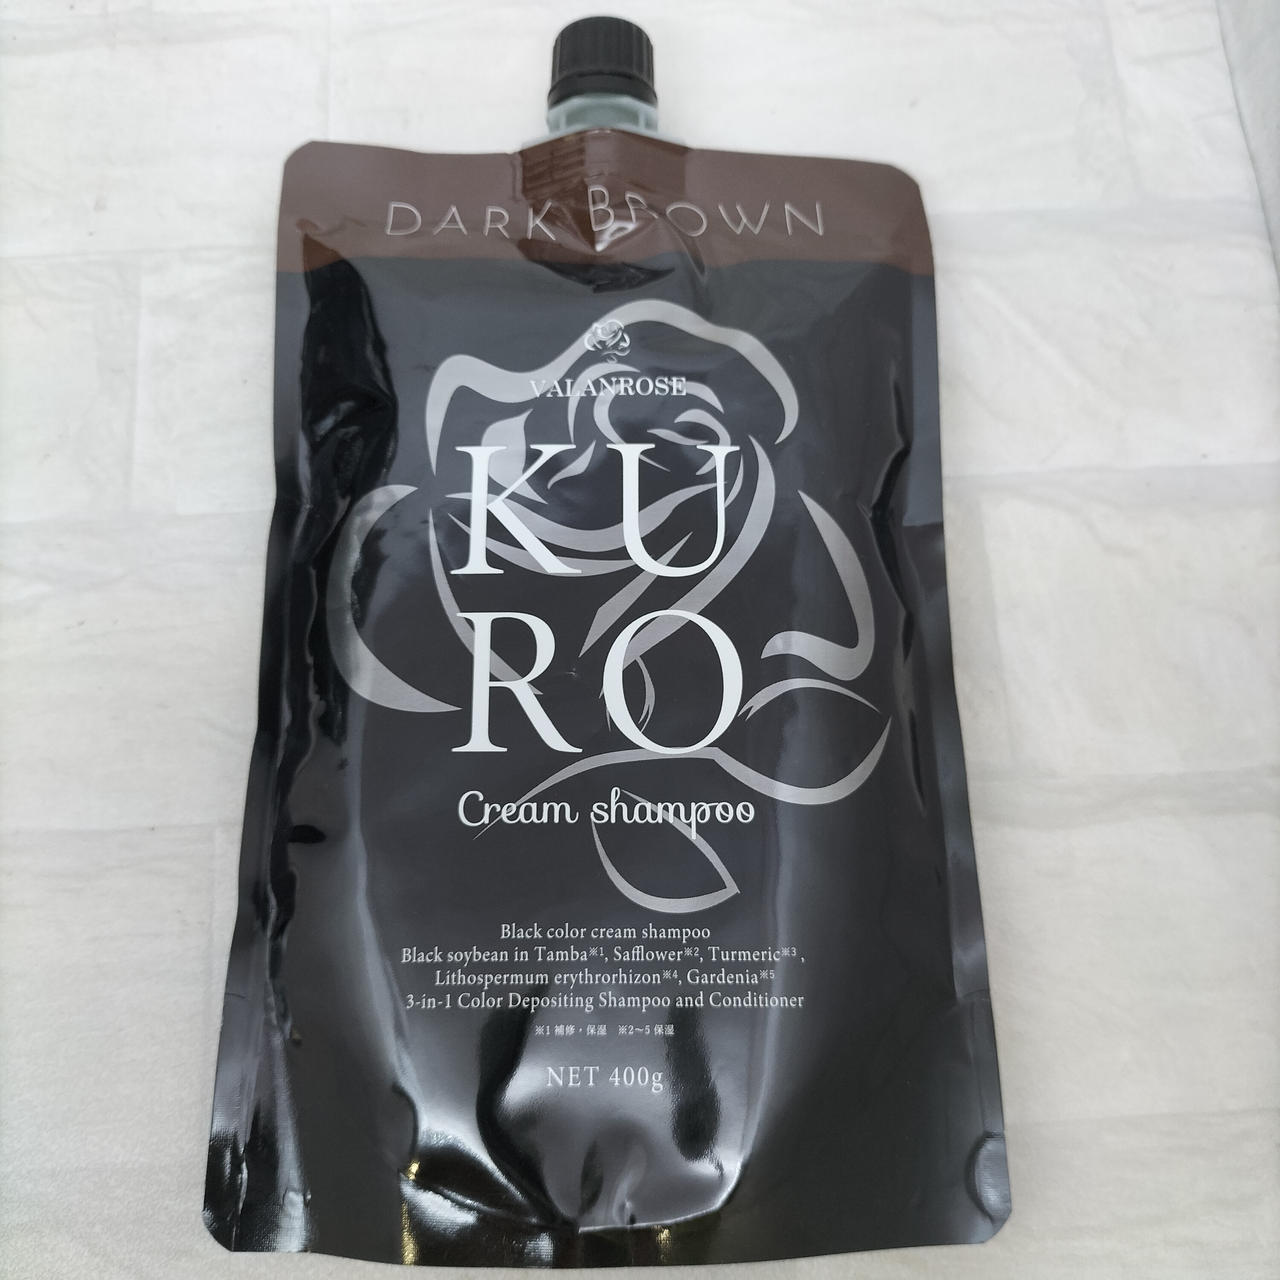 DARK BROWN
VALANROSE
KU
RO
Cream shampoo
Black color cream shampoo
Black soybean in Tamba※1, Safflower※2, Turmeric※3,
Lithospermum erythrorhizon※4, Gardenia※5
3-in-1 Color Depositing Shampoo and Conditioner
※1 補修・保湿 ※2～5 保湿
NET 400g